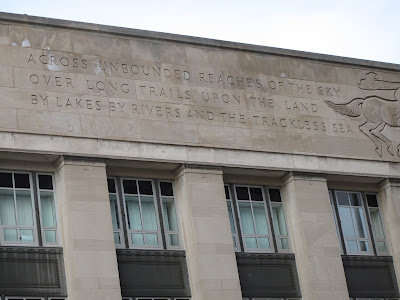 ACROSS UNBOUNDED REACHES OF THE SKY
OVER LONG TRAILS UPON THE LAND
BY LAKES BY RIVERS AND THE TRACKLESS SEA